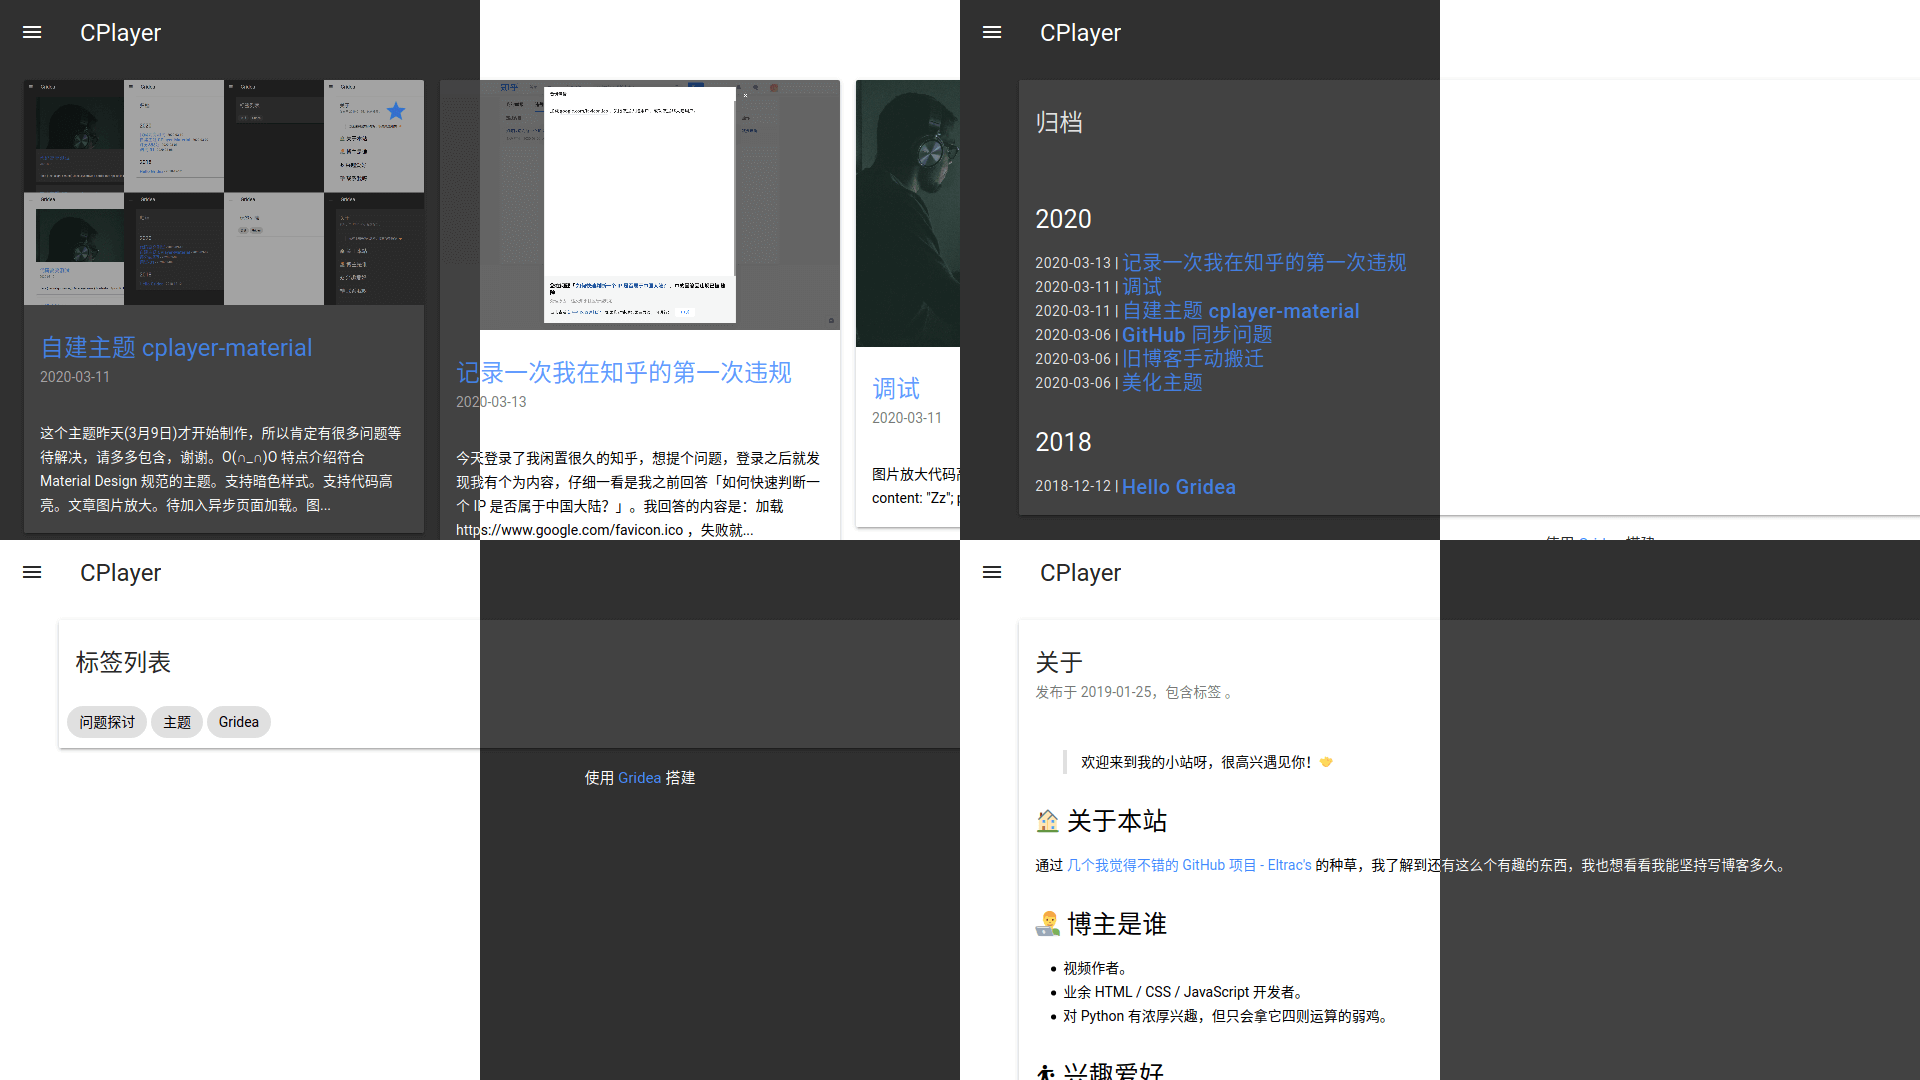 CPlayer
自建主题 cplayer-material
2020-03-11
这个主题昨天(3月9日)才开始制作，所以肯定有很多问题等
待解决，请多多包含，谢谢。O(∩_∩)O 特点介绍符合
Material Design 规范的主题。支持暗色样式。支持代码高
亮。文章图片放大。待加入异步页面加载。图...
记录一次我在知乎的第一次违规
2020-03-13
今天登录了我闲置很久的知乎，想提个问题，登录之后就发
现我有个为内容，仔细一看是我之前回答「如何快速判断一
个 IP 是否属于中国大陆？」。我回答的内容是：加载
https://www.google.com/favicon.ico ，失败就...
调试
2020-03-11
图片放大代码
content: "Zz";
CPlayer
归档
2020
2020-03-13 | 记录一次我在知乎的第一次违规
2020-03-11 | 调试
2020-03-11 | 自建主题 cplayer-material
2020-03-06 | GitHub 同步问题
2020-03-06 | 旧博客手动搬迁
2020-03-06 | 美化主题
2018
2018-12-12 | Hello Gridea
使用 Gridea 搭建
CPlayer
标签列表
问题探讨 主题 Gridea
使用 Gridea 搭建
CPlayer
关于
发布于 2019-01-25，包含标签 。
欢迎来到我的小站呀，很高兴遇见你！
关于本站
通过 几个我觉得不错的 GitHub 项目 - Eltrac's 的种草，我了解到还有这么个有趣的东西，我也想看看我能坚持写博客多久。
博主是谁
视频作者。
业余 HTML / CSS / JavaScript 开发者。
对 Python 有浓厚兴趣，但只会拿它四则运算的弱鸡。
兴趣爱好